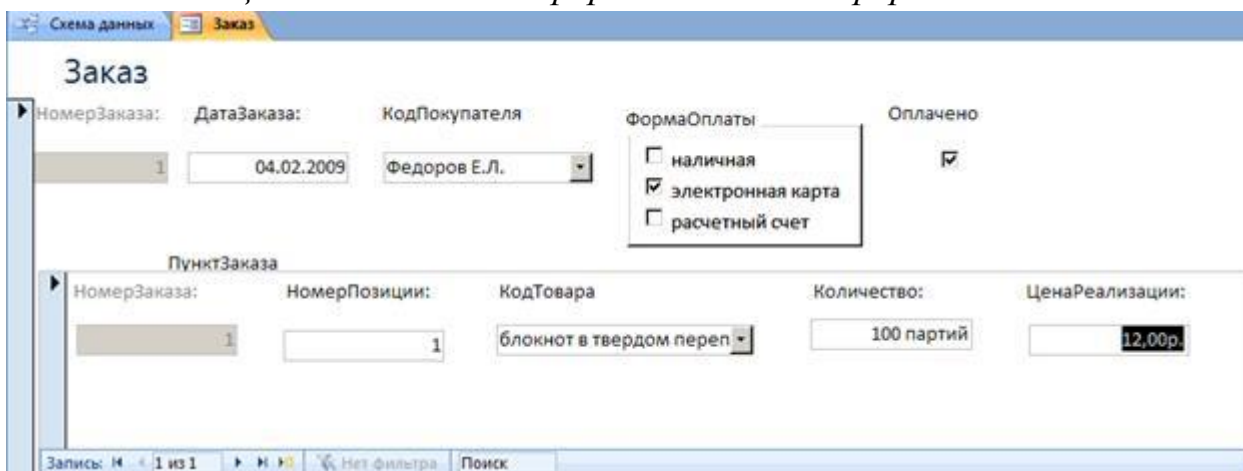 Схема данных Заказ
Заказ
НомерЗаказа: ДатаЗаказа: КодПокупателя ФормаОплаты Оплачено
1 04.02.2009 Федоров Е.Л. наличная
электронная карта
расчетный счет
ПунктЗаказа
НомерЗаказа: НомерПозиции: КодТовара Количество: ЦенаРеализации:
1 1 блокнот в твердом переп 100 партий 12,00р.
Запись: 1 из 1 Нет фильтра Поиск